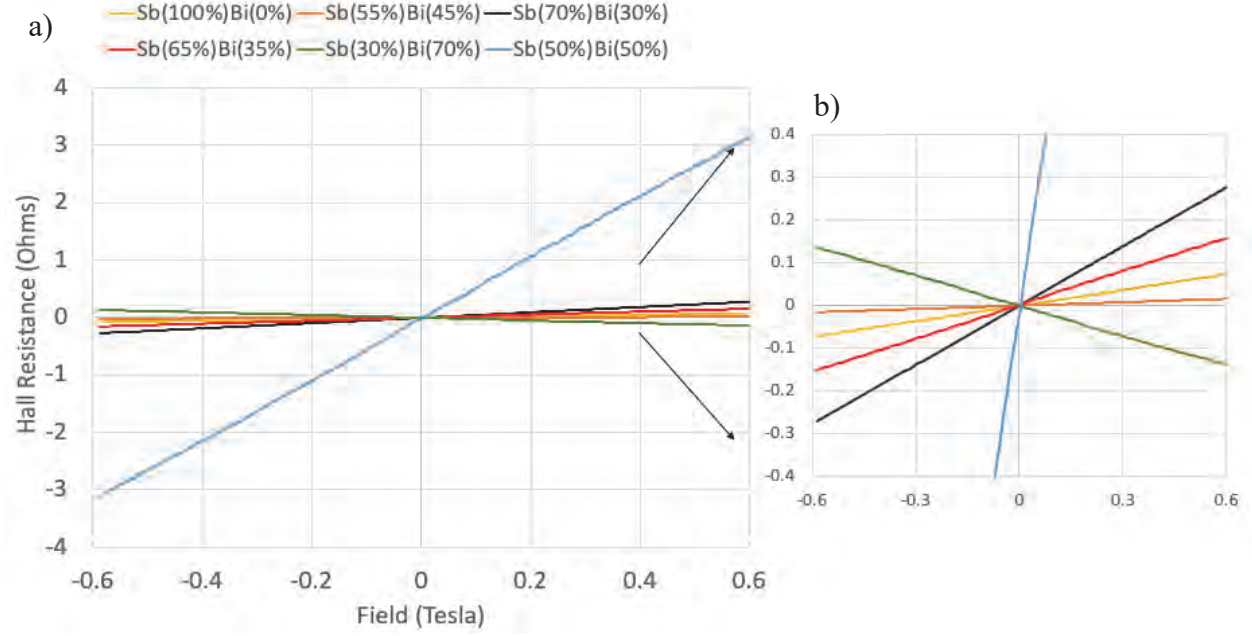 a)
Sb(100%)Bi(0%) Sb(55%)Bi(45%) Sb(70%)Bi(30%)
Sb(65%)Bi(35%) Sb(30%)Bi(70%) Sb(50%)Bi(50%)
Hall Resistance (Ohms)
4
3
2
1
0
-1
-2
-3
-4
-0.6 -0.4 -0.2 0 0.2 0.4 0.6
Field (Tesla)
b)
0.4
0.3
0.2
0.1
0
-0.1
-0.2
-0.3
-0.4
-0.6 -0.3 0 0.3 0.6